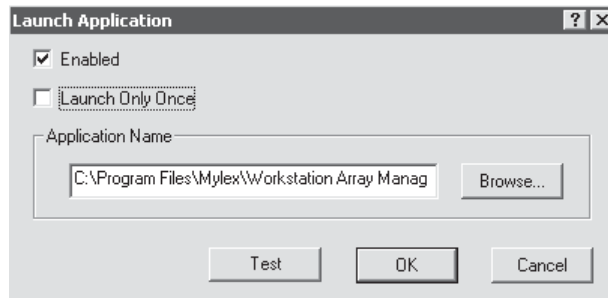 Launch Application
Enabled
Launch Only Once
Application Name
C:\Program Files\Mylex\Workstation Array Manag
Browse...
Test OK Cancel